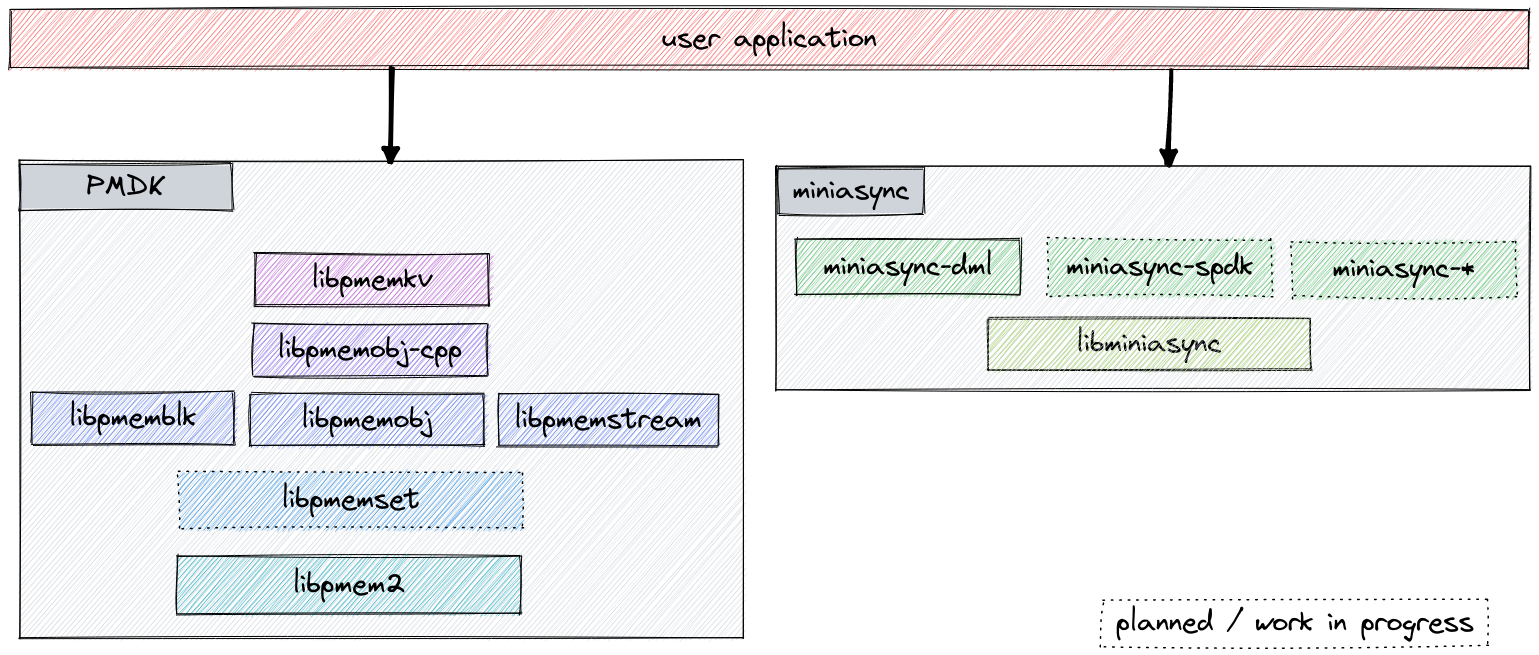 user application
PMDK
libpmemkv
libpmemobj-cpp
libpmemblk
libpmemobj
libpmemstream
libpmemset
libpmem2
miniasync
miniasync-dml
miniasync-spdk
miniasync-*
libminiasync
planned / work in progress